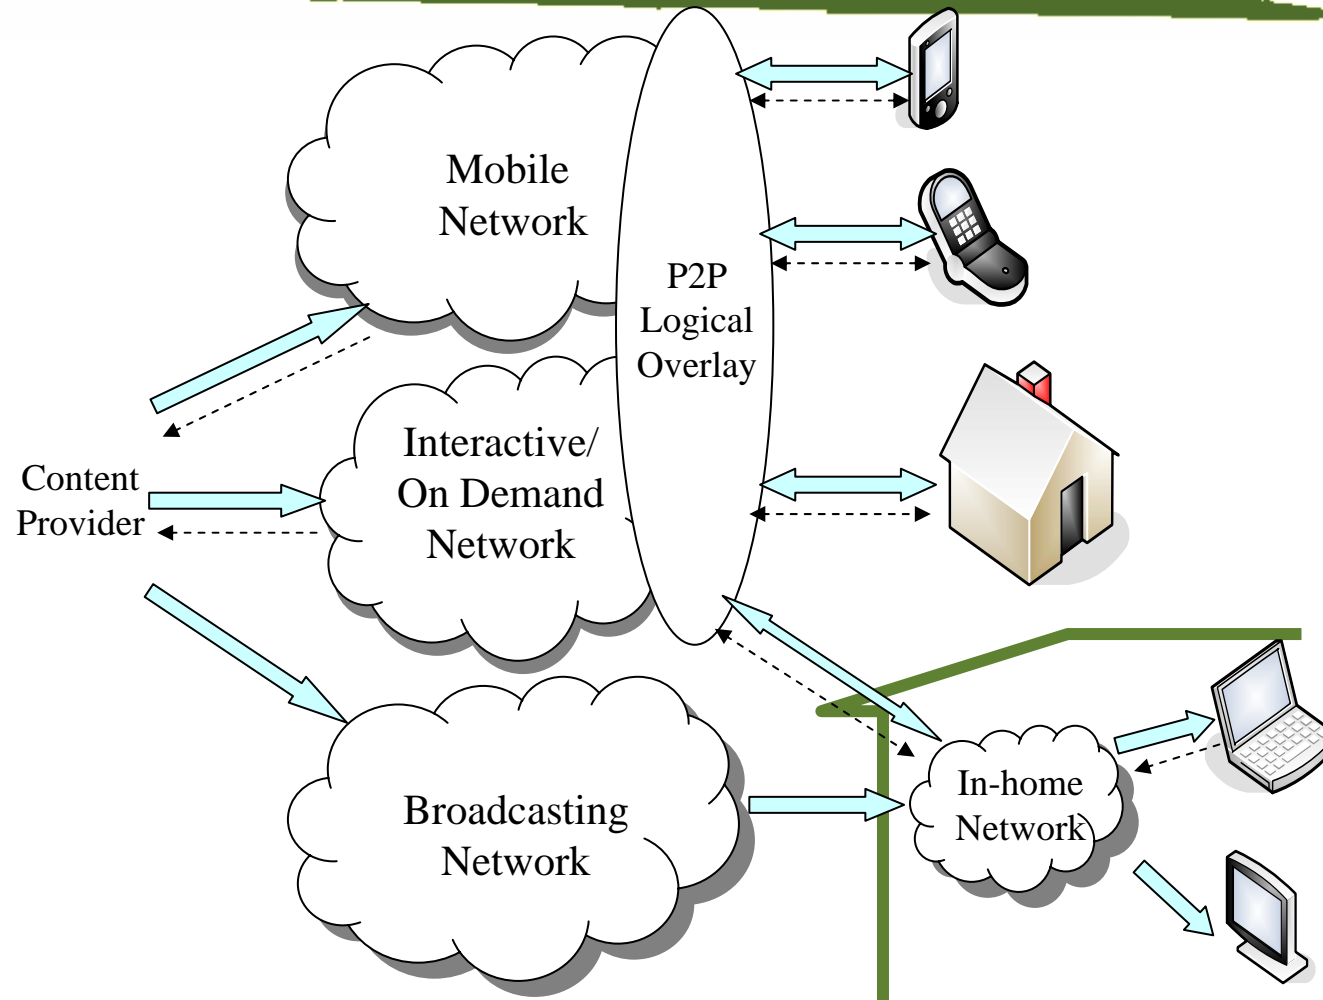 Mobile
Network
P2P
Logical
Overlay
Interactive/
On Demand
Network
Content
Provider
Broadcasting
Network
In-home
Network